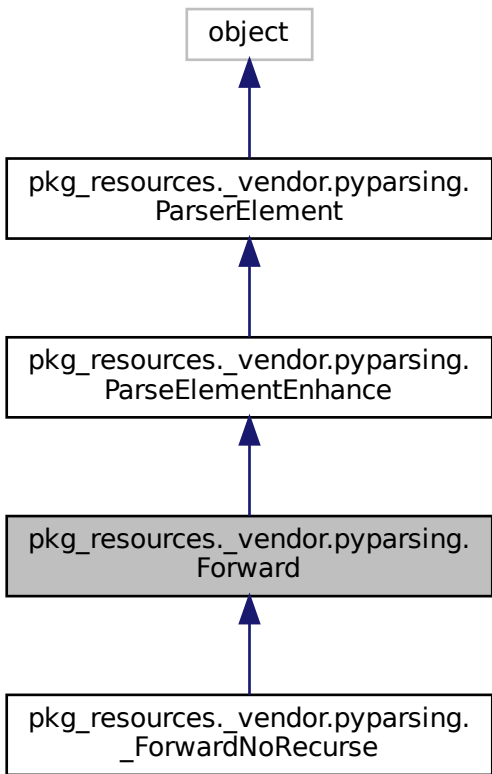 object
pkg_resources._vendor.pyparsing.
ParserElement
pkg_resources._vendor.pyparsing.
ParseElementEnhance
pkg_resources._vendor.pyparsing.
Forward
pkg_resources._vendor.pyparsing.
_ForwardNoRecurse